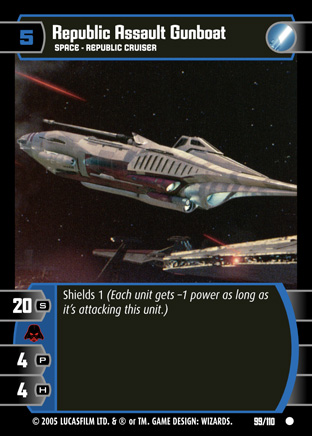 5
Republic Assault Gunboat
SPACE - REPUBLIC CRUISER
20 S
4 P
4 H
Shields 1 (Each unit gets –1 power as long as
it's attacking this unit.)
© 2005 LUCASFILM LTD. & ® or TM. GAME DESIGN: WIZARDS.
99/110